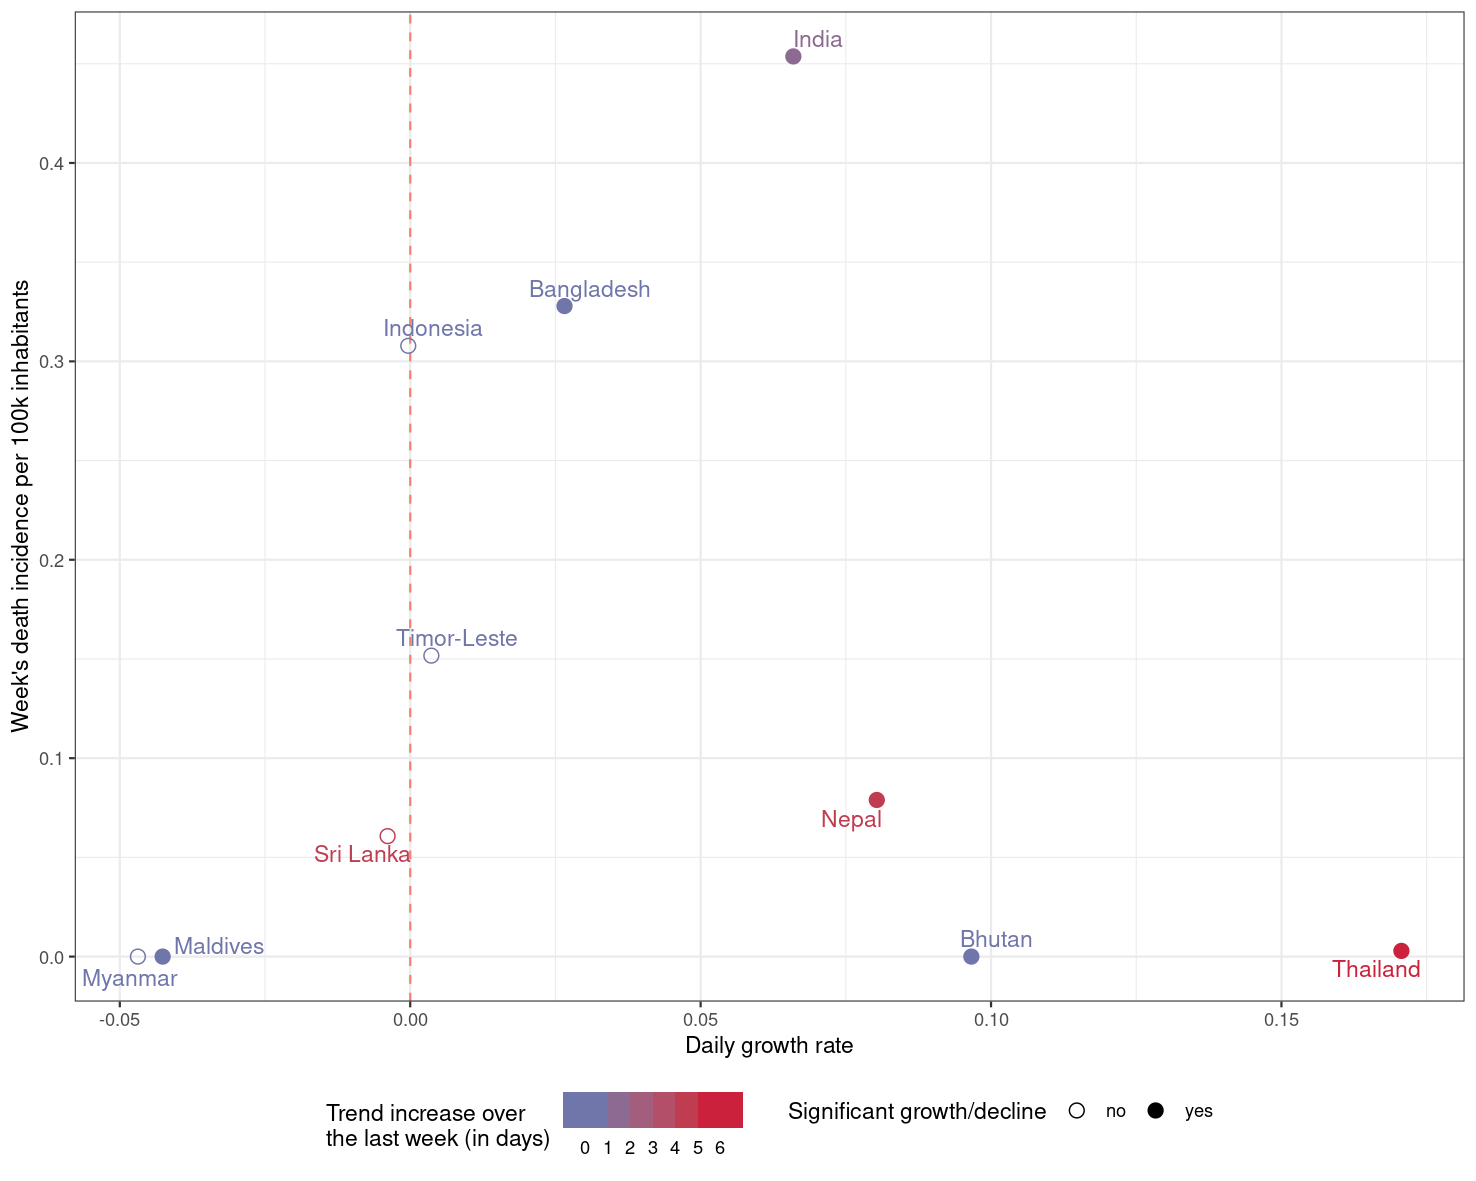 India
0.4
Bangladesh
Indonesia
0.3
Week's death incidence per 100k inhabitants
0.2
Timor-Leste
0.1
Nepal
Sri Lanka
Maldives
Bhutan
0.0
Thailand
Myanmar
-0.05 0.00 0.05 0.10 0.15
Daily growth rate
Trend increase over
the last week (in days)
0 1 2 3 4 5 6
Significant growth/decline no yes